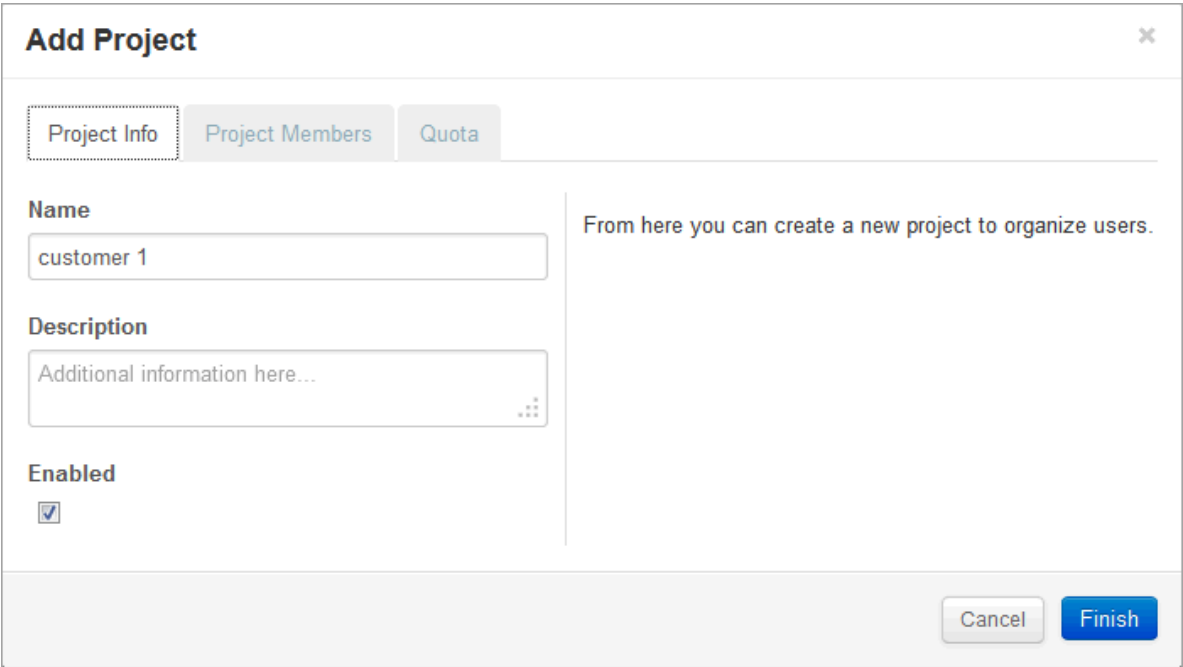 Add Project
×
Project Info
Project Members
Quota
Name
customer 1
Description
Additional information here...
Enabled
From here you can create a new project to organize users.
Cancel
Finish